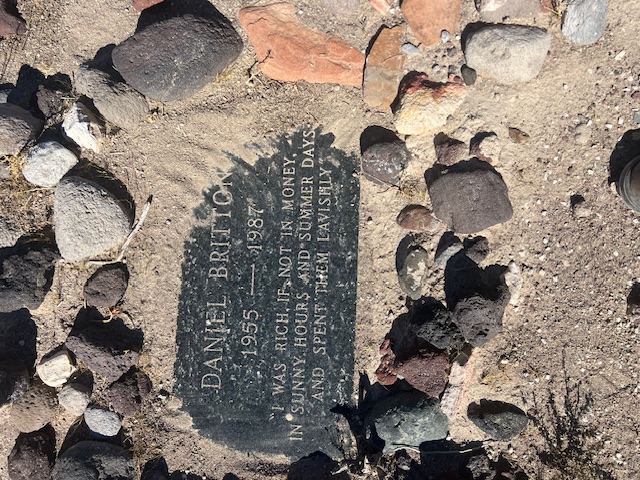 DANIEL BRITTON
1955 — 1987
"I WAS RICH, IF NOT IN MONEY,
IN SUNNY HOURS AND SUMMER DAYS,
AND SPENT THEM LAVISHLY